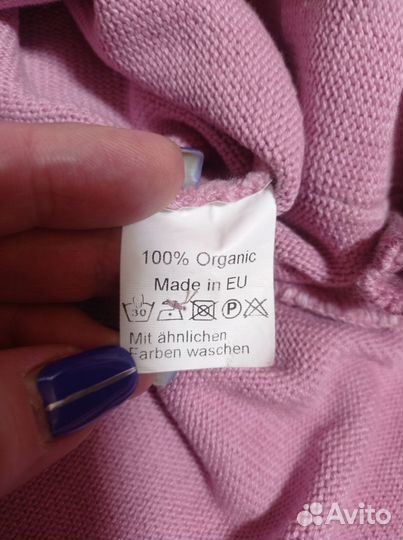 100% Organic
Made in EU
30 P
Mit ähnlichen
Farben waschen
Avito